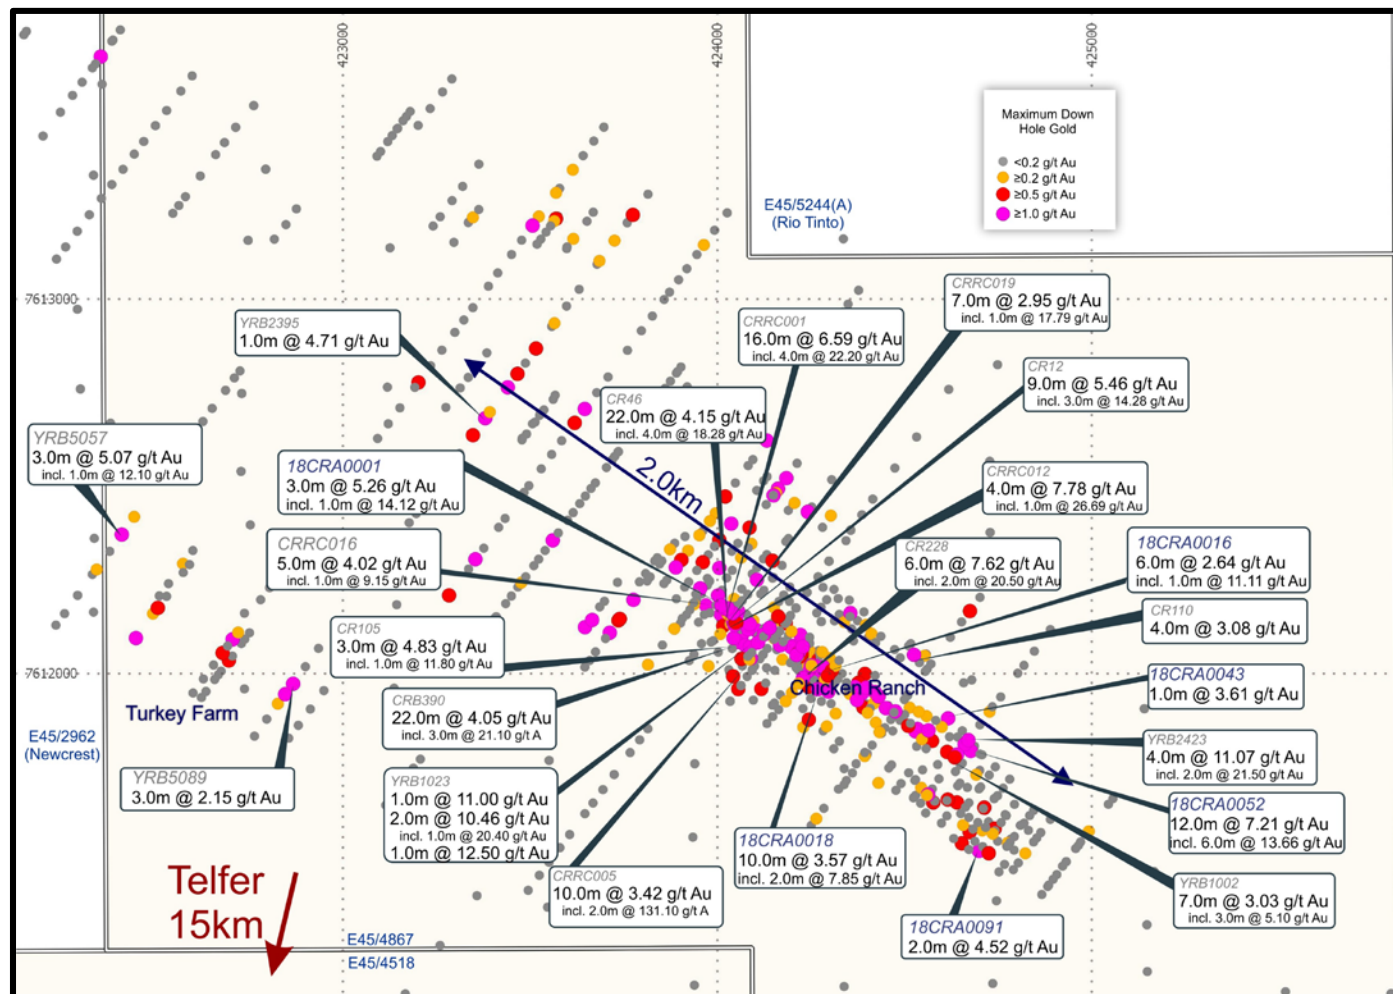 423000
424000
425000
Maximum Down
Hole Gold
<0.2 g/t Au
≥0.2 g/t Au
≥0.5 g/t Au
≥1.0 g/t Au
E45/5244(A)
(Rio Tinto)
7613000
CRRC019
7.0m @ 2.95 g/t Au
incl. 1.0m @ 17.79 g/t Au
YRB2395
1.0m @ 4.71 g/t Au
CRRC001
16.0m @ 6.59 g/t Au
incl. 4.0m @ 22.20 g/t Au
CR12
9.0m @ 5.46 g/t Au
incl. 3.0m @ 14.28 g/t Au
CR46
22.0m @ 4.15 g/t Au
incl. 4.0m @ 18.28 g/t Au
YRB5057
3.0m @ 5.07 g/t Au
incl. 1.0m @ 12.10 g/t Au
18CRA0001
3.0m @ 5.26 g/t Au
incl. 1.0m @ 14.12 g/t Au
2.0km
CRRC012
4.0m @ 7.78 g/t Au
incl. 1.0m @ 26.69 g/t Au
CRRC016
5.0m @ 4.02 g/t Au
incl. 1.0m @ 9.15 g/t Au
CR228
6.0m @ 7.62 g/t Au
incl. 2.0m @ 20.50 g/t Au
18CRA0016
6.0m @ 2.64 g/t Au
incl. 1.0m @ 11.11 g/t Au
CR110
4.0m @ 3.08 g/t Au
CR105
3.0m @ 4.83 g/t Au
incl. 1.0m @ 11.80 g/t Au
7612000
18CRA0043
1.0m @ 3.61 g/t Au
Chicken Ranch
Turkey Farm
CRB390
22.0m @ 4.05 g/t Au
incl. 3.0m @ 21.10 g/t A
E45/2962
(Newcrest)
YRB2423
4.0m @ 11.07 g/t Au
incl. 2.0m @ 21.50 g/t Au
YRB5089
3.0m @ 2.15 g/t Au
YRB1023
1.0m @ 11.00 g/t Au
2.0m @ 10.46 g/t Au
incl. 1.0m @ 20.40 g/t Au
1.0m @ 12.50 g/t Au
18CRA0052
12.0m @ 7.21 g/t Au
incl. 6.0m @ 13.66 g/t Au
18CRA0018
10.0m @ 3.57 g/t Au
incl. 2.0m @ 7.85 g/t Au
CRRC005
10.0m @ 3.42 g/t Au
incl. 2.0m @ 131.10 g/t A
YRB1002
7.0m @ 3.03 g/t Au
incl. 3.0m @ 5.10 g/t Au
Telfer
15km
18CRA0091
2.0m @ 4.52 g/t Au
E45/4867
E45/4518